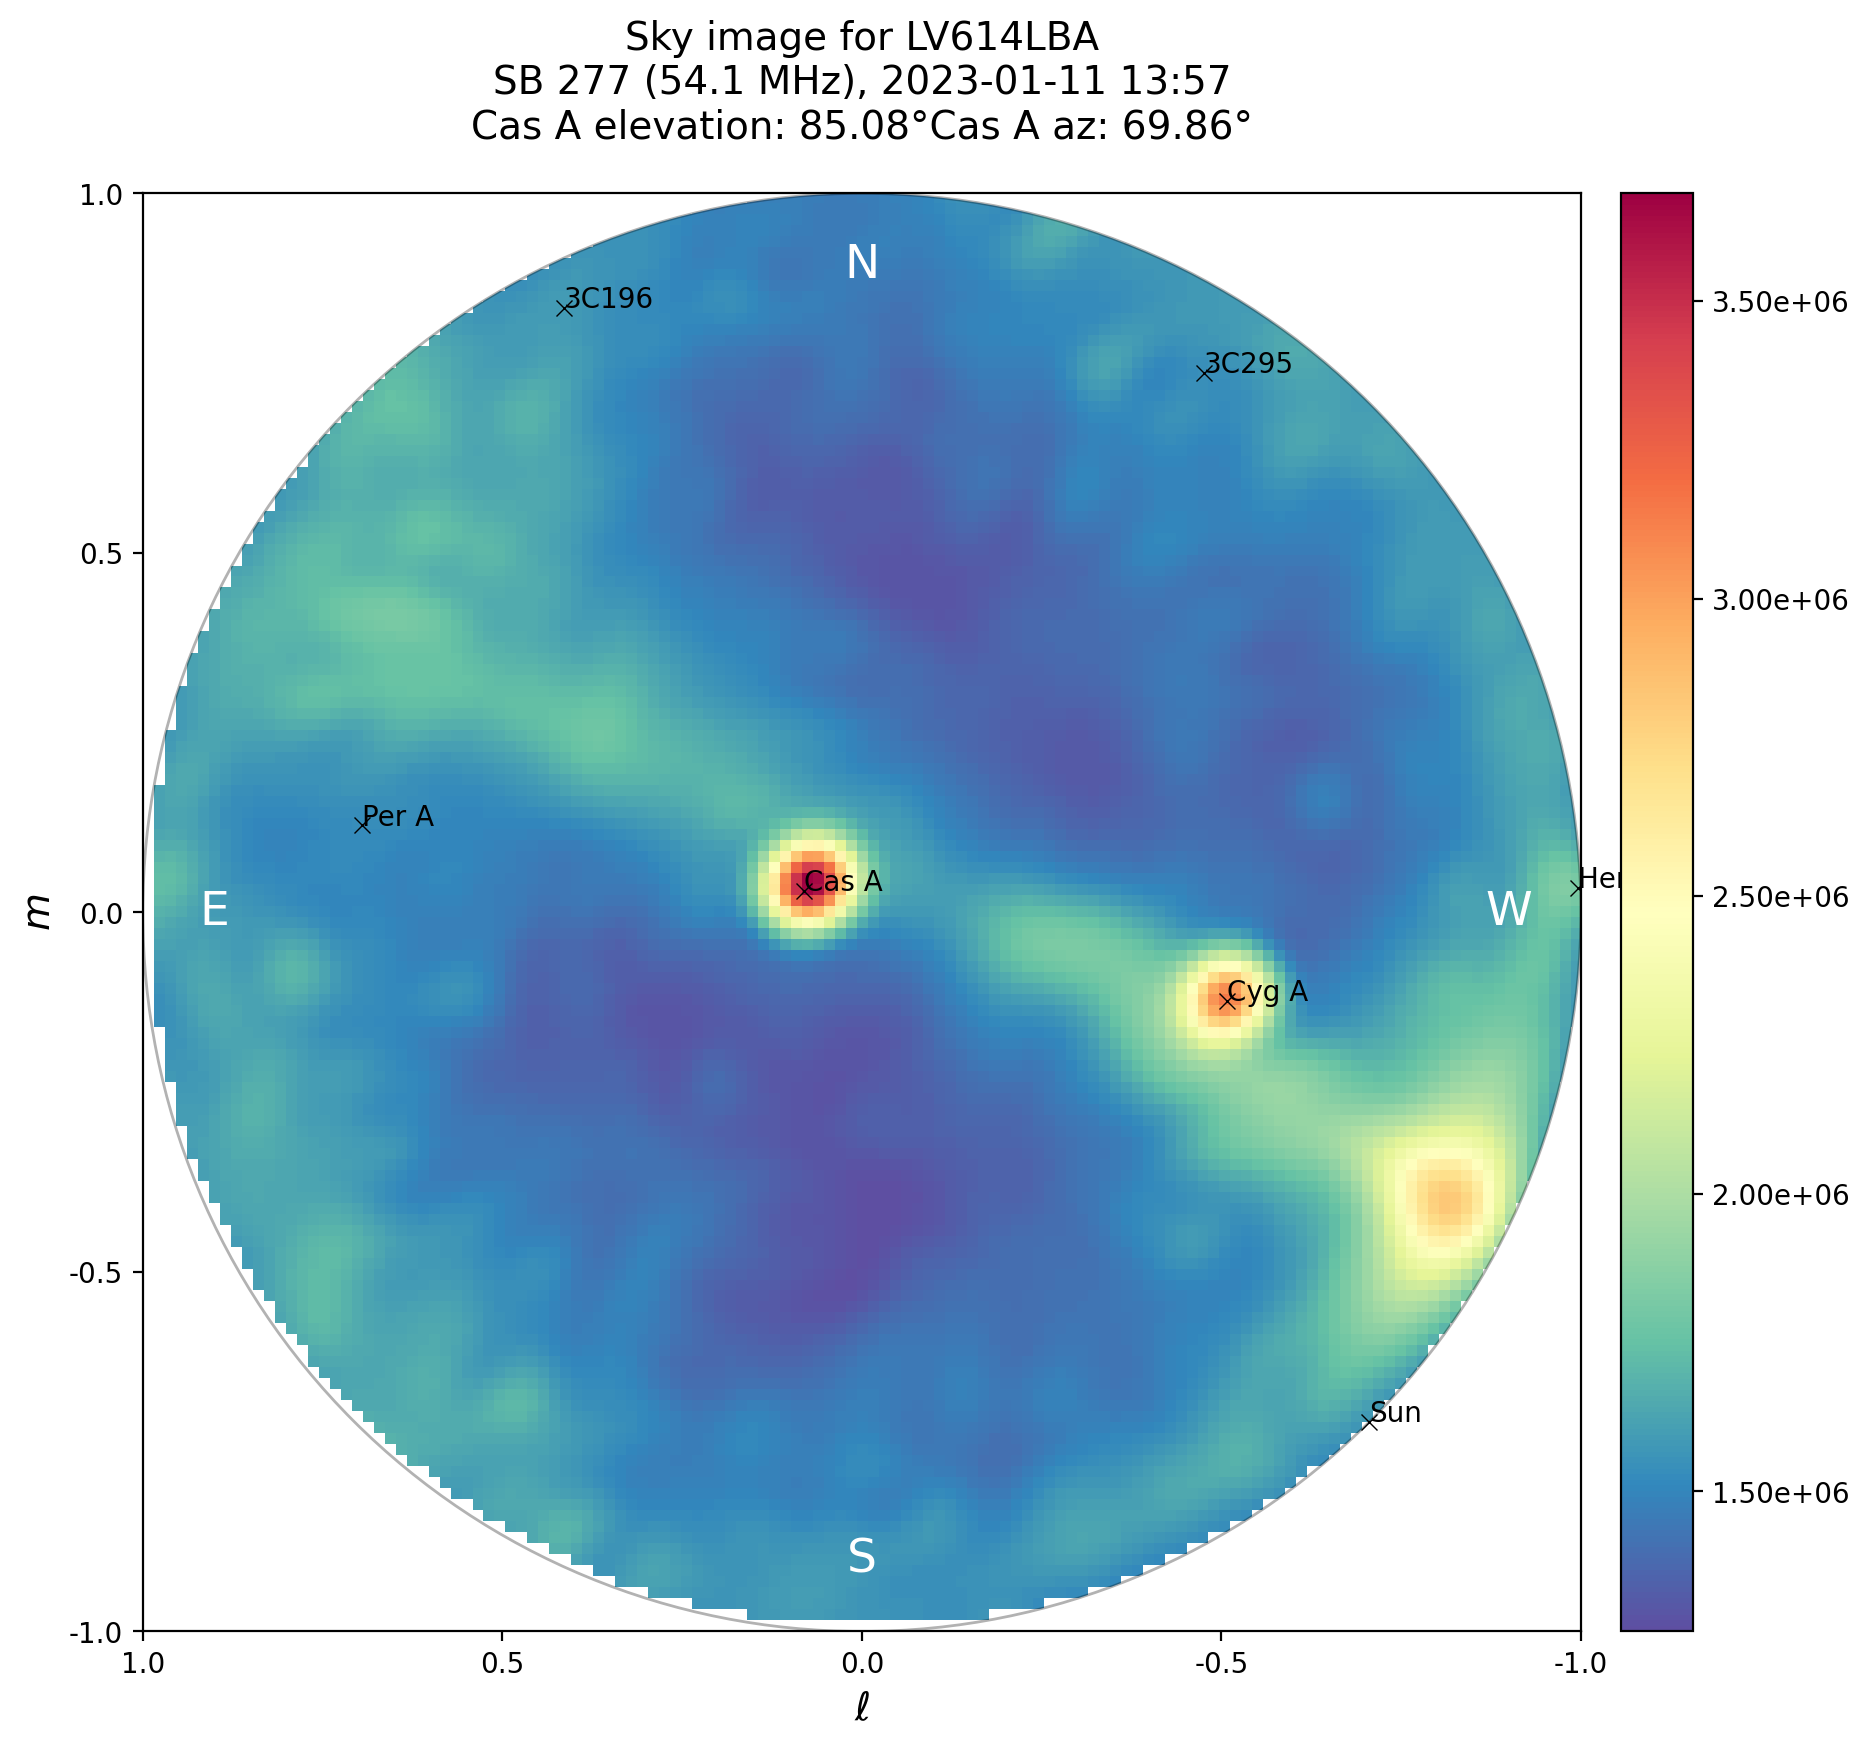 Sky image for LV614LBA
SB 277 (54.1 MHz), 2023-01-11 13:57
Cas A elevation: 85.08°Cas A az: 69.86°
1.0
N
3C196
3.50e+06
3C295
0.5
3.00e+06
Per A
Cas A
Her
2.50e+06
m
0.0
E
W
Cyg A
2.00e+06
-0.5
Sun
1.50e+06
S
-1.0
1.0
0.5
0.0
-0.5
-1.0
ℓ